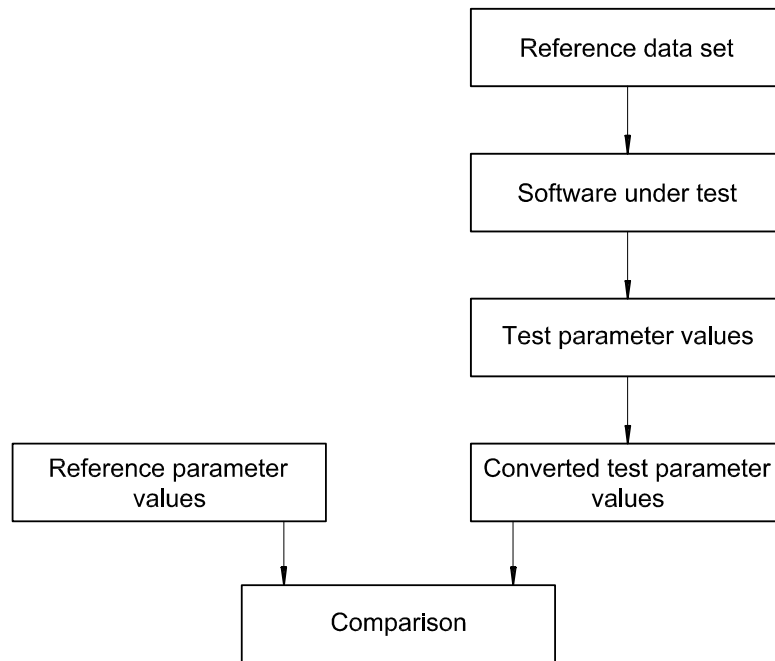 Reference data set
Software under test
Test parameter values
Reference parameter
values
Converted test parameter
values
Comparison